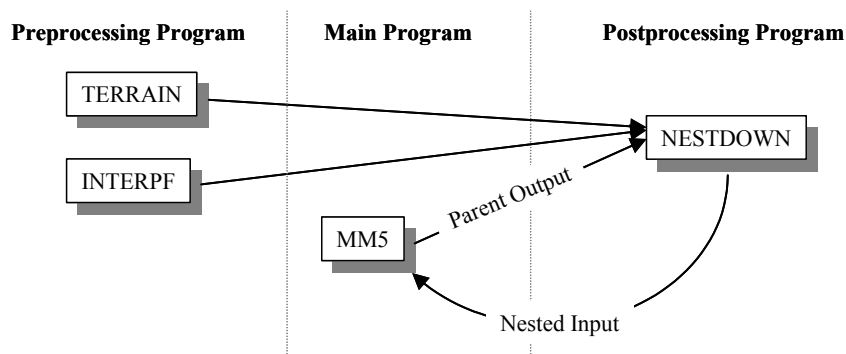 Preprocessing Program
Main Program
Postprocessing Program
TERRAIN
NESTDOWN
INTERPF
Parent Output
MM5
Nested Input